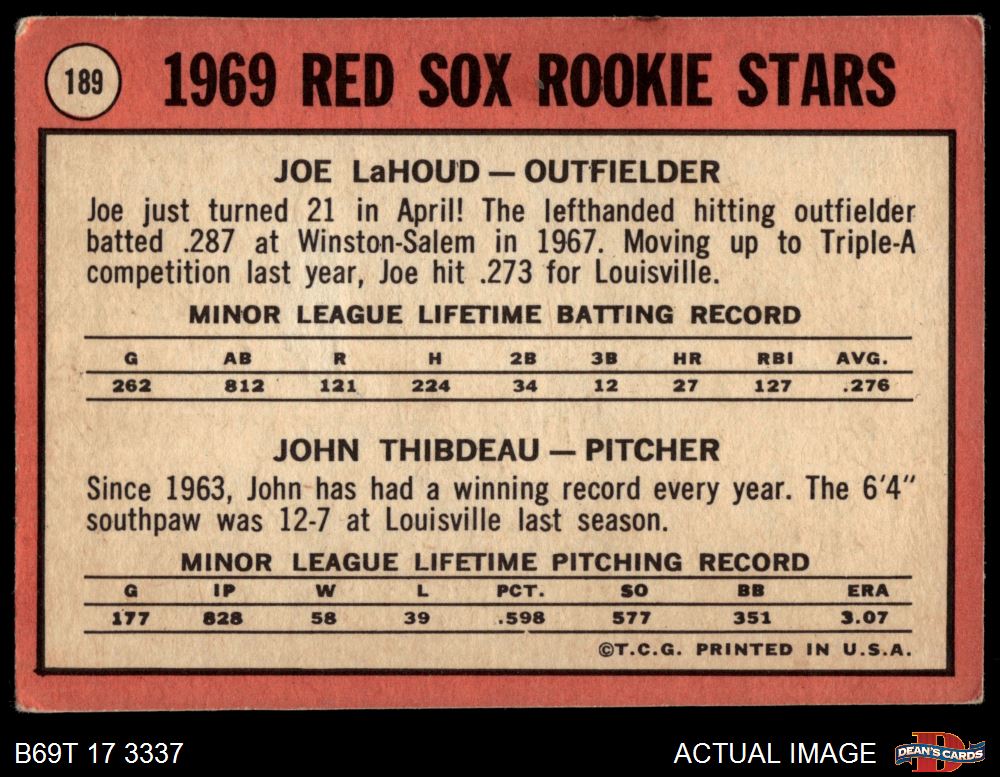 189
1969 RED SOX ROOKIE STARS
JOE LaHOUD — OUTFIELDER
Joe just turned 21 in April! The lefthanded hitting outfielder
batted .287 at Winston-Salem in 1967. Moving up to Triple-A
competition last year, Joe hit .273 for Louisville.
MINOR LEAGUE LIFETIME BATTING RECORD
G AB R H 2B 3B HR RBI AVG.
262 812 121 224 34 12 27 127 .276
JOHN THIBDEAU — PITCHER
Since 1963, John has had a winning record every year. The 6'4"
southpaw was 12-7 at Louisville last season.
MINOR LEAGUE LIFETIME PITCHING RECORD
G IP W L PCT. SO BB ERA
177 828 58 39 .598 577 351 3.07
©T.C.G. PRINTED IN U.S.A.
B69T 17 3337
ACTUAL IMAGE
D
DEAN'S CARDS